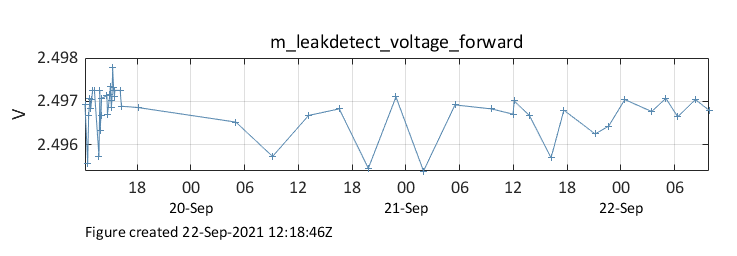 m_leakdetect_voltage_forward
2.498
2.497
2.496
V
18 00 06 12 18 00 06 12 18 00 06
20-Sep 21-Sep 22-Sep
Figure created 22-Sep-2021 12:18:46Z